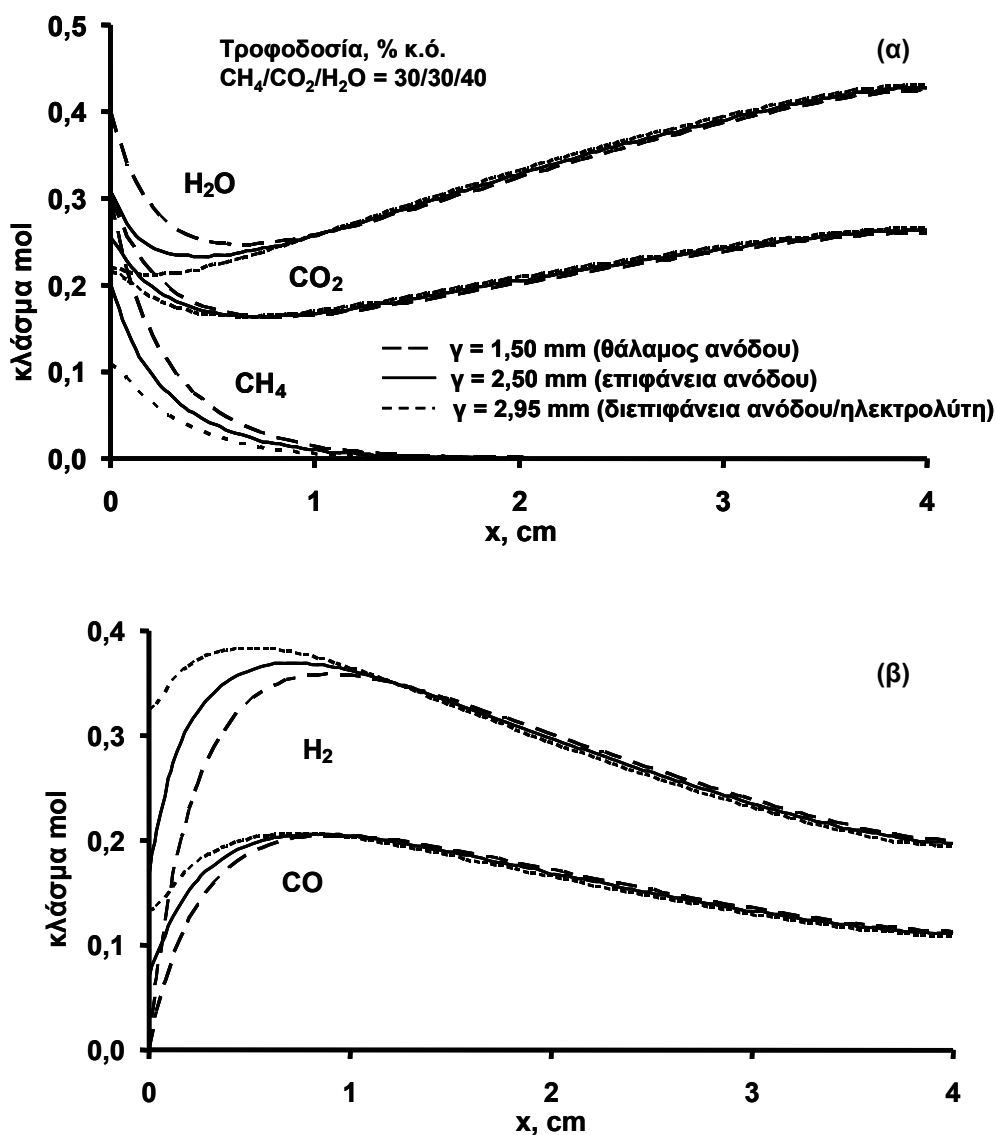 0,5
Τροφοδοσία, % κ.ό.
CH₄/CO₂/H₂O = 30/30/40
(α)
0,4
H₂O
0,3
CO₂
0,2
γ = 1,50 mm (θάλαμος ανόδου)
γ = 2,50 mm (επιφάνεια ανόδου)
γ = 2,95 mm (διεπιφάνεια ανόδου/ηλεκτρολύτη)
CH₄
0,1
0,0
κλάσμα mol
0 1 2 3 4
x, cm
0,4
(β)
0,3
H₂
0,2
CO
0,1
0,0
κλάσμα mol
0 1 2 3 4
x, cm